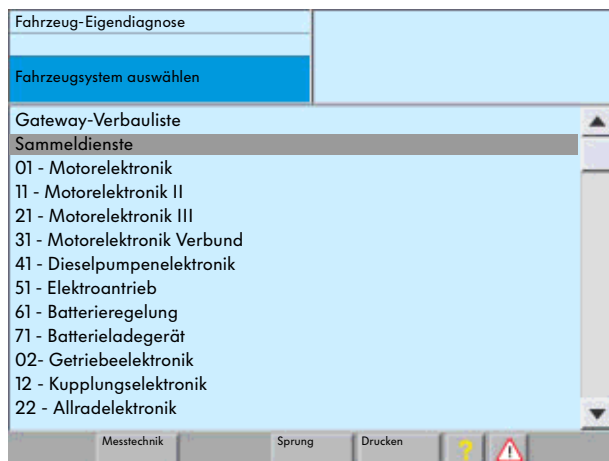 Fahrzeug-Eigendiagnose
Fahrzeugsystem auswählen
Gateway-Verbauliste
Sammeldienste
01 - Motorelektronik
11 - Motorelektronik II
21 - Motorelektronik III
31 - Motorelektronik Verbund
41 - Dieselpumpenelektronik
51 - Elektroantrieb
61 - Batterieregelung
71 - Batterieladegerät
02- Getriebeelektronik
12 - Kupplungselektronik
22 - Allradelektronik
Messtechnik Sprung Drucken ? !